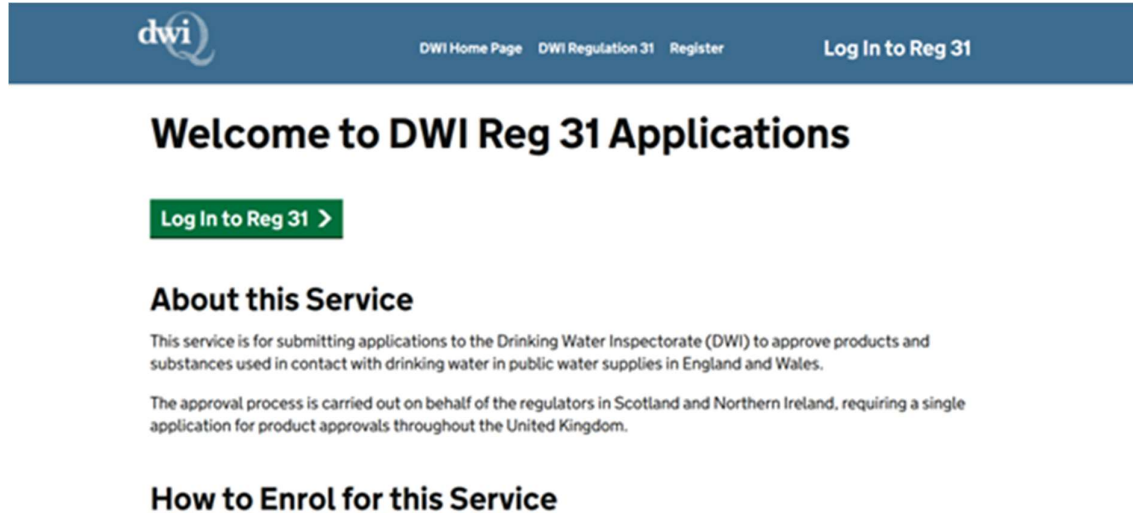 dwi
DWI Home Page DWI Regulation 31 Register Log In to Reg 31
Welcome to DWI Reg 31 Applications
Log In to Reg 31
About this Service
This service is for submitting applications to the Drinking Water Inspectorate (DWI) to approve products and
substances used in contact with drinking water in public water supplies in England and Wales.
The approval process is carried out on behalf of the regulators in Scotland and Northern Ireland, requiring a single
application for product approvals throughout the United Kingdom.
How to Enrol for this Service